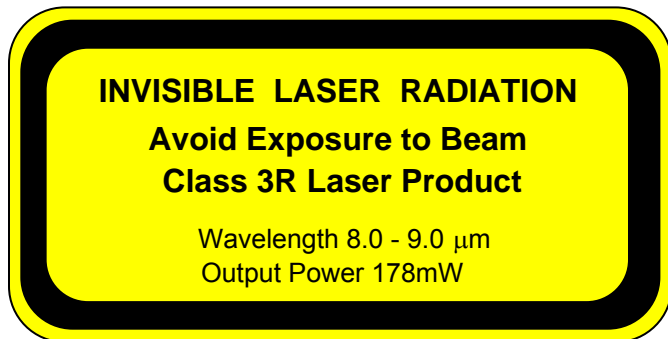 INVISIBLE LASER RADIATION
Avoid Exposure to Beam
Class 3R Laser Product
Wavelength 8.0 - 9.0 μm
Output Power 178mW